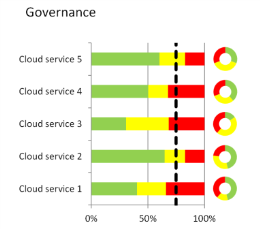 Governance
Cloud service 5
Cloud service 4
Cloud service 3
Cloud service 2
Cloud service 1
0% 50% 100%